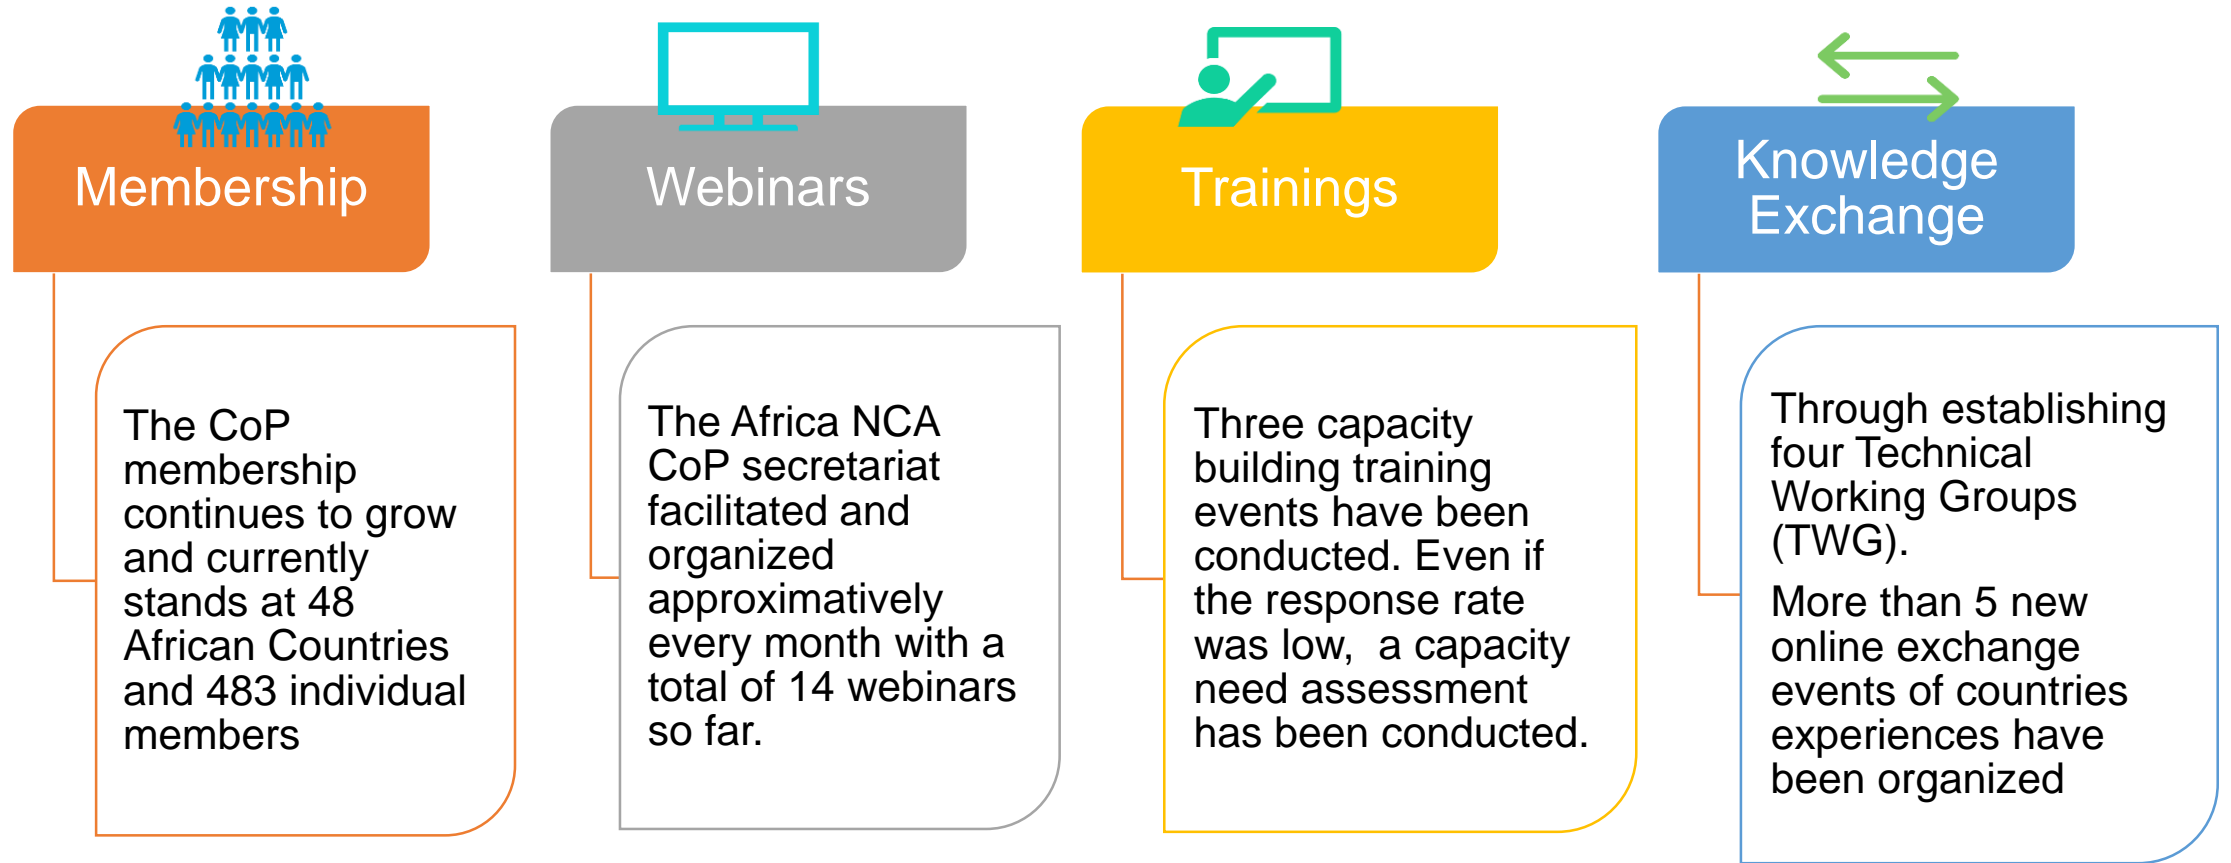 Membership
The CoP
membership
continues to grow
and currently
stands at 48
African Countries
and 483 individual
members
Webinars
The Africa NCA
CoP secretariat
facilitated and
organized
approximatively
every month with a
total of 14 webinars
so far.
Trainings
Three capacity
building training
events have been
conducted. Even if
the response rate
was low,  a capacity
need assessment
has been conducted.
Knowledge
Exchange
Through establishing
four Technical
Working Groups
(TWG).
More than 5 new
online exchange
events of countries
experiences have
been organized